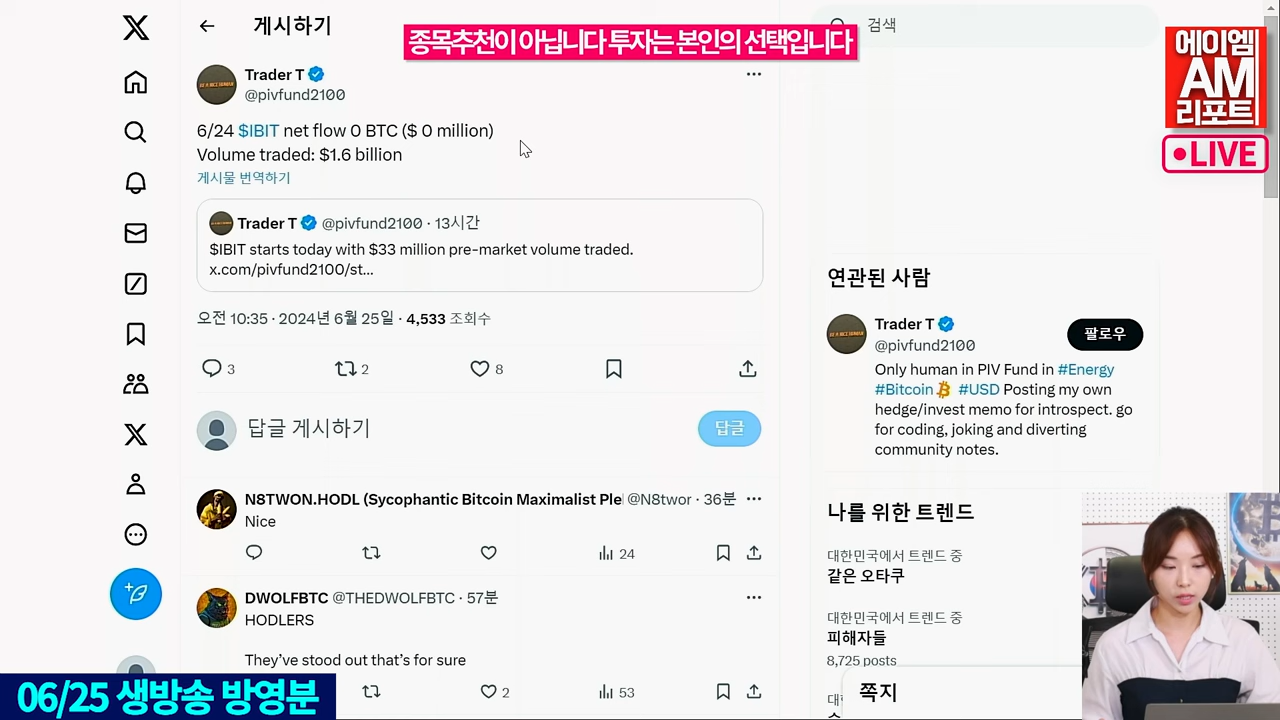 게시하기
종목추천이 아닙니다 투자는 본인의 선택입니다
검색
에이엠
AM
리포트
LIVE
Trader T
@pivfund2100
6/24 $IBIT net flow 0 BTC ($ 0 million)
Volume traded: $1.6 billion
게시물 번역하기
Trader T @pivfund2100 · 13시간
$IBIT starts today with $33 million pre-market volume traded.
x.com/pivfund2100/st...
오전 10:35 · 2024년 6월 25일 · 4,533 조회수
3 2 8
답글 게시하기
답글
N8TWON.HODL (Sycophantic Bitcoin Maximalist Ple @N8twor · 36분
Nice
24
DWOLFBTC @THEDWOLFBTC · 57분
HODLERS
They've stood out that's for sure
2 53
연관된 사람
Trader T
@pivfund2100
팔로우
Only human in PIV Fund in #Energy
#Bitcoin #USD Posting my own
hedge/invest memo for introspect. go
for coding, joking and diverting
community notes.
나를 위한 트렌드
대한민국에서 트렌드 중
같은 오타쿠
대한민국에서 트렌드 중
피해자들
8,725 posts
쪽지
06/25 생방송 방영분